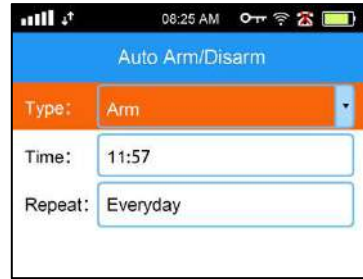 08:25 AM
Auto Arm/Disarm
Type: Arm
Time: 11:57
Repeat: Everyday